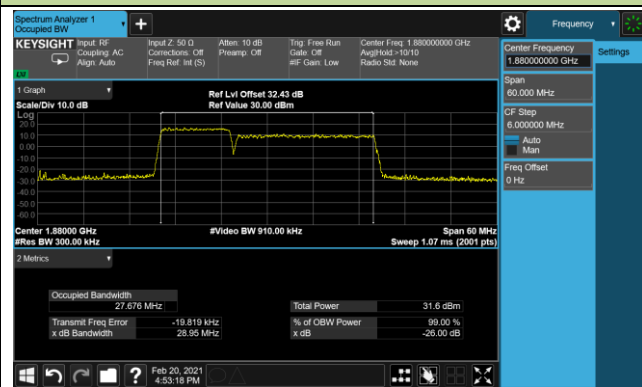 Spectrum Analyzer 1
Occupied BW
Frequency
KEYSIGHT
Input: RF
Coupling: AC
Align: Auto
Input Z: 50 Ω
Corrections: Off
Freq Ref: Int (S)
Atten: 10 dB
Preamp: Off
Trig: Free Run
Gate: Off
#IF Gain: Low
Center Freq: 1.880000000 GHz
Avg|Hold:>10/10
Radio Std: None
LXI
1 Graph
Scale/Div 10.0 dB
Ref Lvl Offset 32.43 dB
Ref Value 30.00 dBm
Log
20.0
10.0
0.00
-10.0
-20.0
-30.0
-40.0
-50.0
-60.0
Center 1.88000 GHz
#Res BW 300.00 kHz
#Video BW 910.00 kHz
Span 60 MHz
Sweep 1.07 ms (2001 pts)
2 Metrics
Occupied Bandwidth
27.676 MHz
Total Power 31.6 dBm
Transmit Freq Error -19.819 kHz
% of OBW Power 99.00 %
x dB Bandwidth 28.95 MHz
x dB -26.00 dB
Center Frequency
1.880000000 GHz
Settings
Span
60.000 MHz
CF Step
6.000000 MHz
Auto
Man
Freq Offset
0 Hz
?
Feb 20, 2021
4:53:18 PM